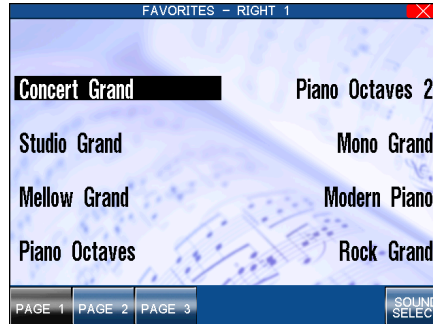 FAVORITES - RIGHT 1
Concert Grand
Piano Octaves 2
Studio Grand
Mono Grand
Mellow Grand
Modern Piano
Piano Octaves
Rock Grand
PAGE 1
PAGE 2
PAGE 3
SOUND
SELEC